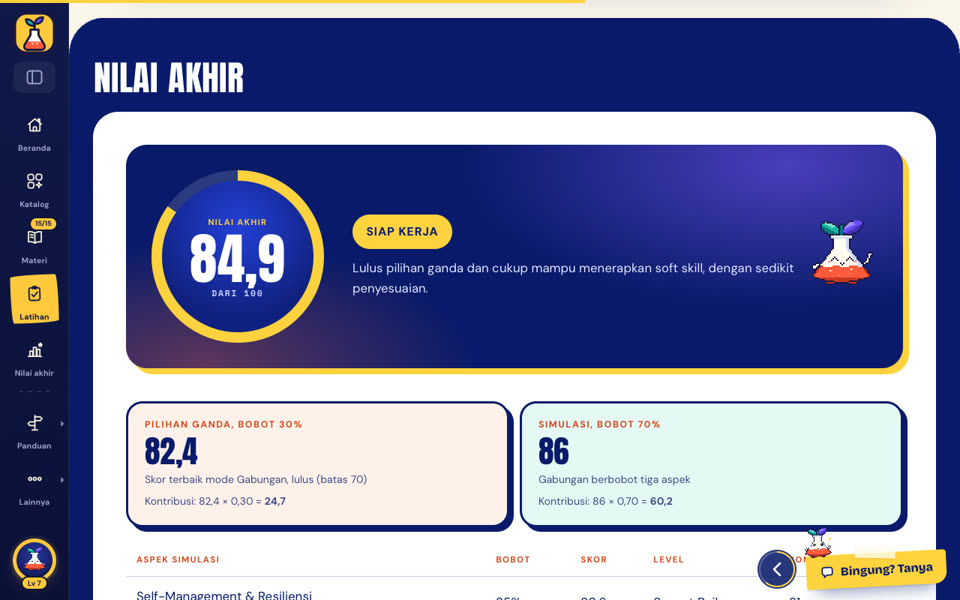 Beranda
Katalog
15/15
Materi
Latihan
Nilai akhir
Panduan
Lainnya
Lv 7
NILAI AKHIR
NILAI AKHIR
84,9
DARI 100
SIAP KERJA
Lulus pilihan ganda dan cukup mampu menerapkan soft skill, dengan sedikit
penyesuaian.
PILIHAN GANDA, BOBOT 30%
82,4
Skor terbaik mode Gabungan, lulus (batas 70)
Kontribusi: 82,4 × 0,30 = 24,7
SIMULASI, BOBOT 70%
86
Gabungan berbobot tiga aspek
Kontribusi: 86 × 0,70 = 60,2
ASPEK SIMULASI
BOBOT
SKOR
LEVEL
Bingung? Tanya
Self-Management & Resiliensi